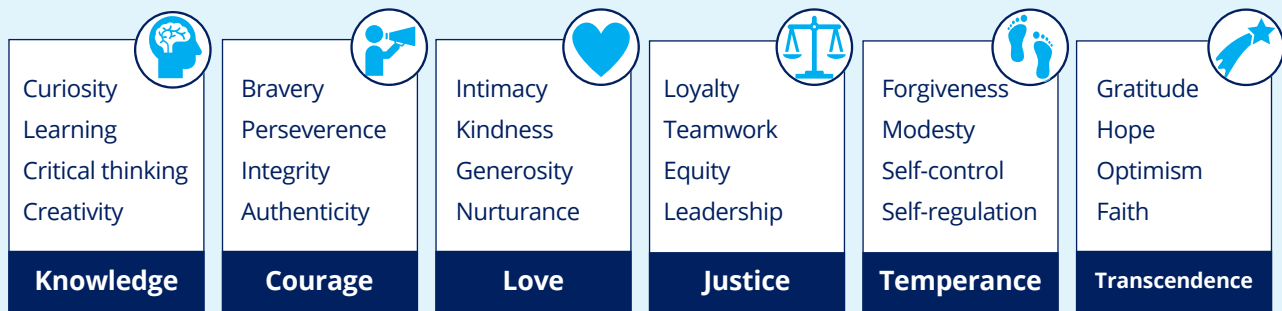 Curiosity
Learning
Critical thinking
Creativity
Knowledge
Bravery
Perseverence
Integrity
Authenticity
Courage
Intimacy
Kindness
Generosity
Nurturance
Love
Loyalty
Teamwork
Equity
Leadership
Justice
Forgiveness
Modesty
Self-control
Self-regulation
Temperance
Gratitude
Hope
Optimism
Faith
Transcendence